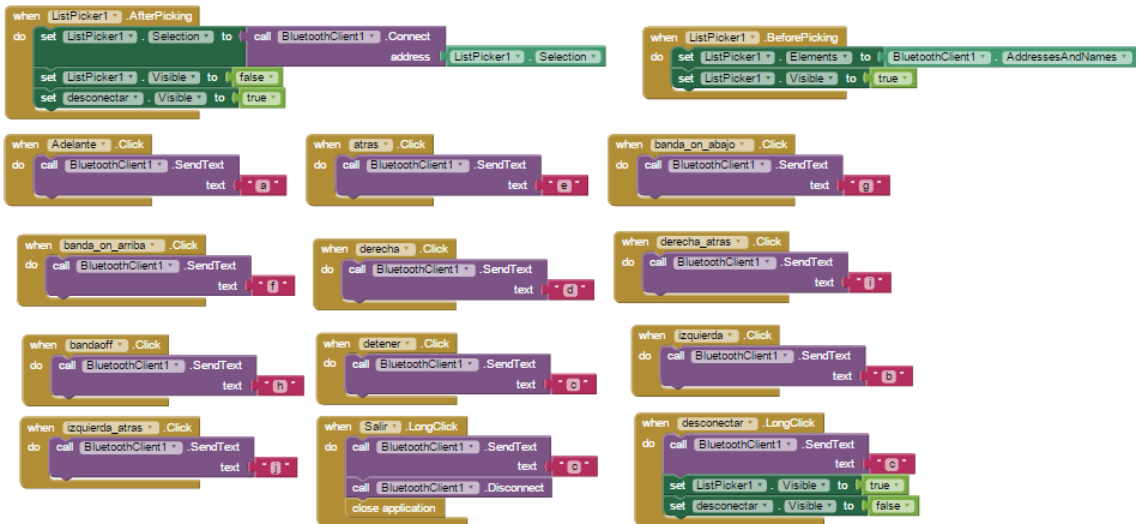 when ListPicker1 .AfterPicking
do set ListPicker1 . Selection to call BluetoothClient1 .Connect
address ListPicker1 . Selection
set ListPicker1 . Visible to false
set desconectar . Visible to true
when ListPicker1 .BeforePicking
do set ListPicker1 . Elements to BluetoothClient1 . AddressesAndNames
set ListPicker1 . Visible to true
when Adelante .Click
do call BluetoothClient1 .SendText
text " a "
when atras .Click
do call BluetoothClient1 .SendText
text " e "
when banda_on_abajo .Click
do call BluetoothClient1 .SendText
text " g "
when banda_on_arriba .Click
do call BluetoothClient1 .SendText
text " f "
when derecha .Click
do call BluetoothClient1 .SendText
text " d "
when derecha_atras .Click
do call BluetoothClient1 .SendText
text " i "
when bandaoff .Click
do call BluetoothClient1 .SendText
text " h "
when detener .Click
do call BluetoothClient1 .SendText
text " c "
when izquierda .Click
do call BluetoothClient1 .SendText
text " b "
when izquierda_atras .Click
do call BluetoothClient1 .SendText
text " j "
when Salir .LongClick
do call BluetoothClient1 .SendText
text " c "
call BluetoothClient1 .Disconnect
close application
when desconectar .LongClick
do call BluetoothClient1 .SendText
text " c "
set ListPicker1 . Visible to true
set desconectar . Visible to false